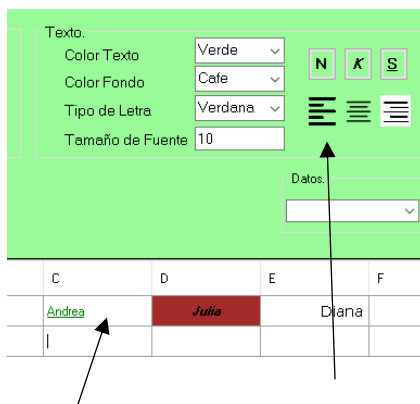 Texto.
Color Texto Verde
Color Fondo Cafe
Tipo de Letra Verdana
Tamaño de Fuente 10
N K S
Datos.
C D E F
Andrea Julia Diana